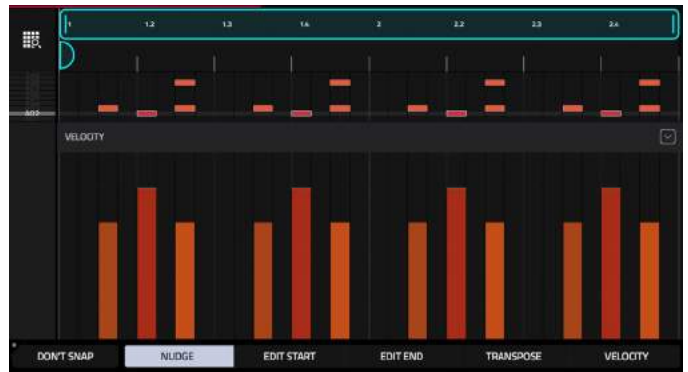 1 1.2 1.3 1.4 2 2.2 2.3 2.4
A02
VELOCITY
DON'T SNAP NUDGE EDIT START EDIT END TRANSPOSE VELOCITY